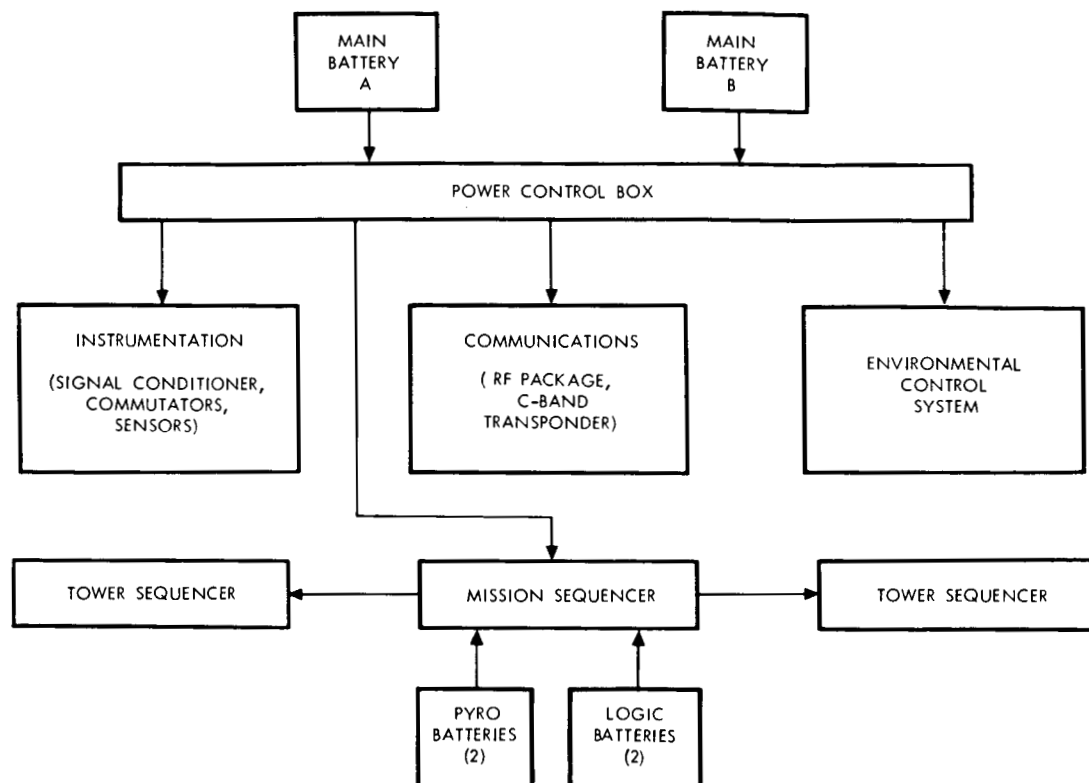 MAIN
BATTERY
A
MAIN
BATTERY
B
POWER CONTROL BOX
INSTRUMENTATION
(SIGNAL CONDITIONER,
COMMUTATORS,
SENSORS)
COMMUNICATIONS
( RF PACKAGE,
C-BAND
TRANSPONDER)
ENVIRONMENTAL
CONTROL
SYSTEM
TOWER SEQUENCER
MISSION SEQUENCER
TOWER SEQUENCER
PYRO
BATTERIES
(2)
LOGIC
BATTERIES
(2)